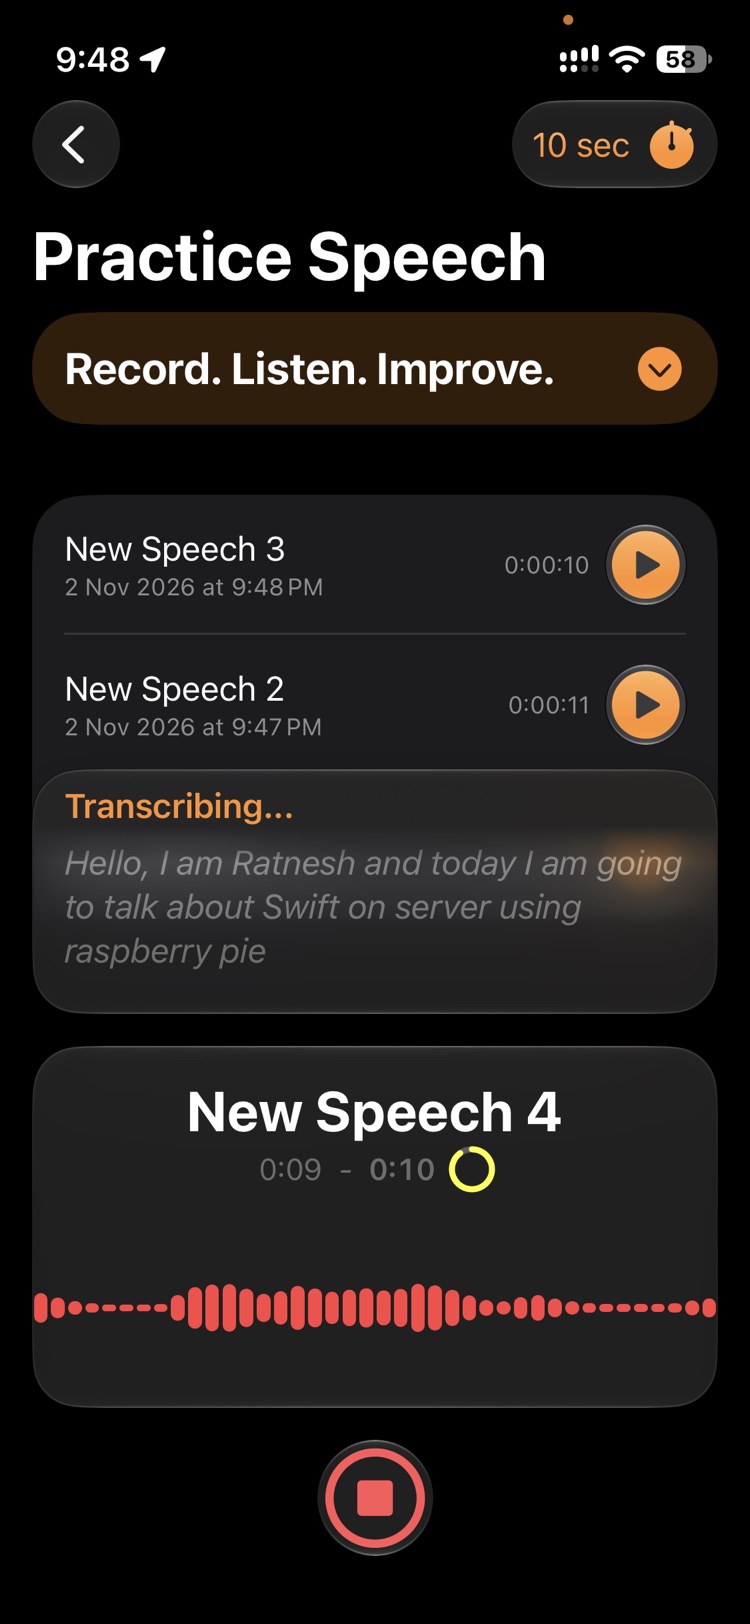 9:48
58
10 sec
Practice Speech
Record. Listen. Improve.
New Speech 3
0:00:10
2 Nov 2026 at 9:48 PM
New Speech 2
0:00:11
2 Nov 2026 at 9:47 PM
Transcribing...
Hello, I am Ratnesh and today I am going
to talk about Swift on server using
raspberry pie
New Speech 4
0:09 - 0:10